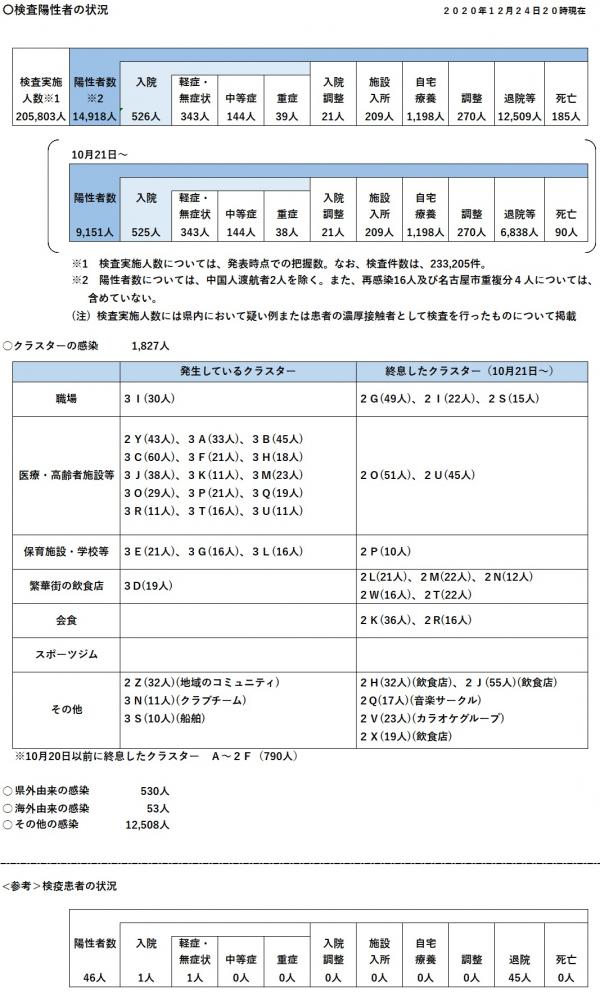 〇検査陽性者の状況
２０２０年１２月２４日２０時現在
検査実施人数※1 陽性者数※2 入院 軽症・無症状 中等症 重症 入院調整 施設入所 自宅療養 調整 退院等 死亡
205,803人 14,918人 526人 343人 144人 39人 21人 209人 1,198人 270人 12,509人 185人
10月21日～
陽性者数 入院 軽症・無症状 中等症 重症 入院調整 施設入所 自宅療養 調整 退院等 死亡
9,151人 525人 343人 144人 38人 21人 209人 1,198人 270人 6,838人 90人
※1　検査実施人数については、発表時点での把握数。なお、検査件数は、233,205件。
※2　陽性者数については、中国人渡航者2人を除く。また、再感染16人及び名古屋市重複分４人については、
含めていない。
（注）検査実施人数には県内において疑い例または患者の濃厚接触者として検査を行ったものについて掲載
〇クラスターの感染　1,827人
発生しているクラスター 終息したクラスター（10月21日～）
職場 ３Ｉ(30人) ２Ｇ(49人)、２Ｉ(22人)、２Ｓ(15人)
医療・高齢者施設等
２Ｙ(43人)、３Ａ(33人)、３Ｂ(45人)
３Ｃ(60人)、３Ｆ(21人)、３Ｈ(18人)
３Ｊ(38人)、３Ｋ(11人)、３Ｍ(23人)
３Ｏ(29人)、３Ｐ(21人)、３Ｑ(19人)
３Ｒ(11人)、３Ｔ(16人)、３Ｕ(11人)
２Ｏ(51人)、２Ｕ(45人)
保育施設・学校等 ３Ｅ(21人)、３Ｇ(16人)、３Ｌ(16人) ２Ｐ(10人)
繁華街の飲食店 ３Ｄ(19人)
２Ｌ(21人)、２Ｍ(22人)、２Ｎ(12人)
２Ｗ(16人)、２Ｔ(22人)
会食 ２Ｋ(36人)、２Ｒ(16人)
スポーツジム
その他
２Ｚ(32人)(地域のコミュニティ)
３Ｎ(11人)(クラブチーム)
３Ｓ(10人)(船舶)
２Ｈ(32人)(飲食店)、２Ｊ(55人)(飲食店)
２Ｑ(17人)(音楽サークル)
２Ｖ(23人)(カラオケグループ)
２Ｘ(19人)(飲食店)
※10月20日以前に終息したクラスター　Ａ～２Ｆ（790人）
〇県外由来の感染　530人
〇海外由来の感染　53人
〇その他の感染　12,508人
<参考>検疫患者の状況
陽性者数 入院 軽症・無症状 中等症 重症 入院調整 施設入所 自宅療養 調整 退院 死亡
46人 1人 1人 0人 0人 0人 0人 0人 0人 45人 0人